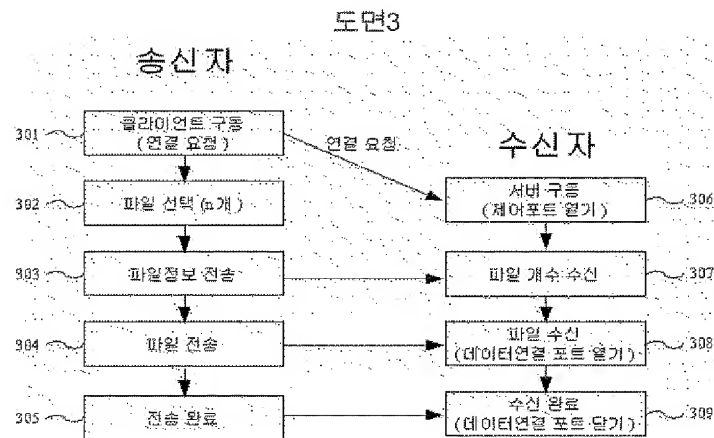 도면3
송신자
301
클라이언트 구동
(연결 요청)
연결 요청
수신자
302
파일 선택(n개)
서버 구동
(제어포트 열기)
306
303
파일정보 전송
파일 개수 수신
307
304
파일 전송
파일 수신
(데이터연결 포트 열기)
308
305
전송 완료
수신 완료
(데이터연결 포트 닫기)
309